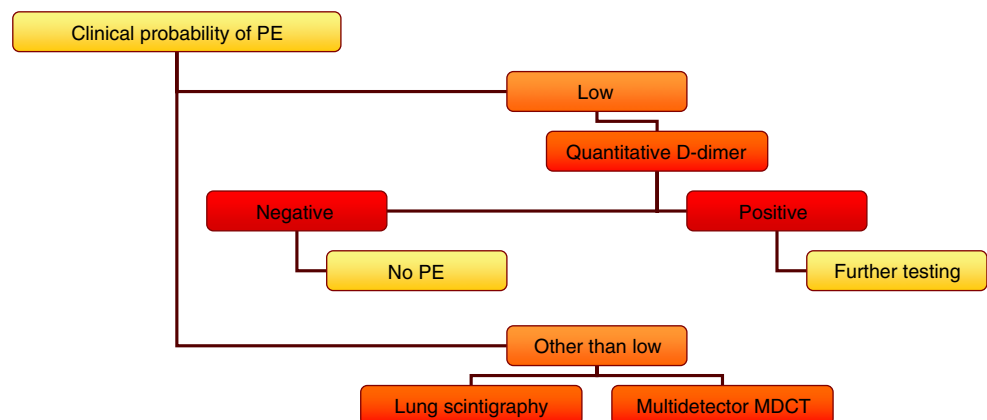 Clinical probability of PE
Low
Quantitative D-dimer
Negative
Positive
No PE
Further testing
Other than low
Lung scintigraphy
Multidetector MDCT